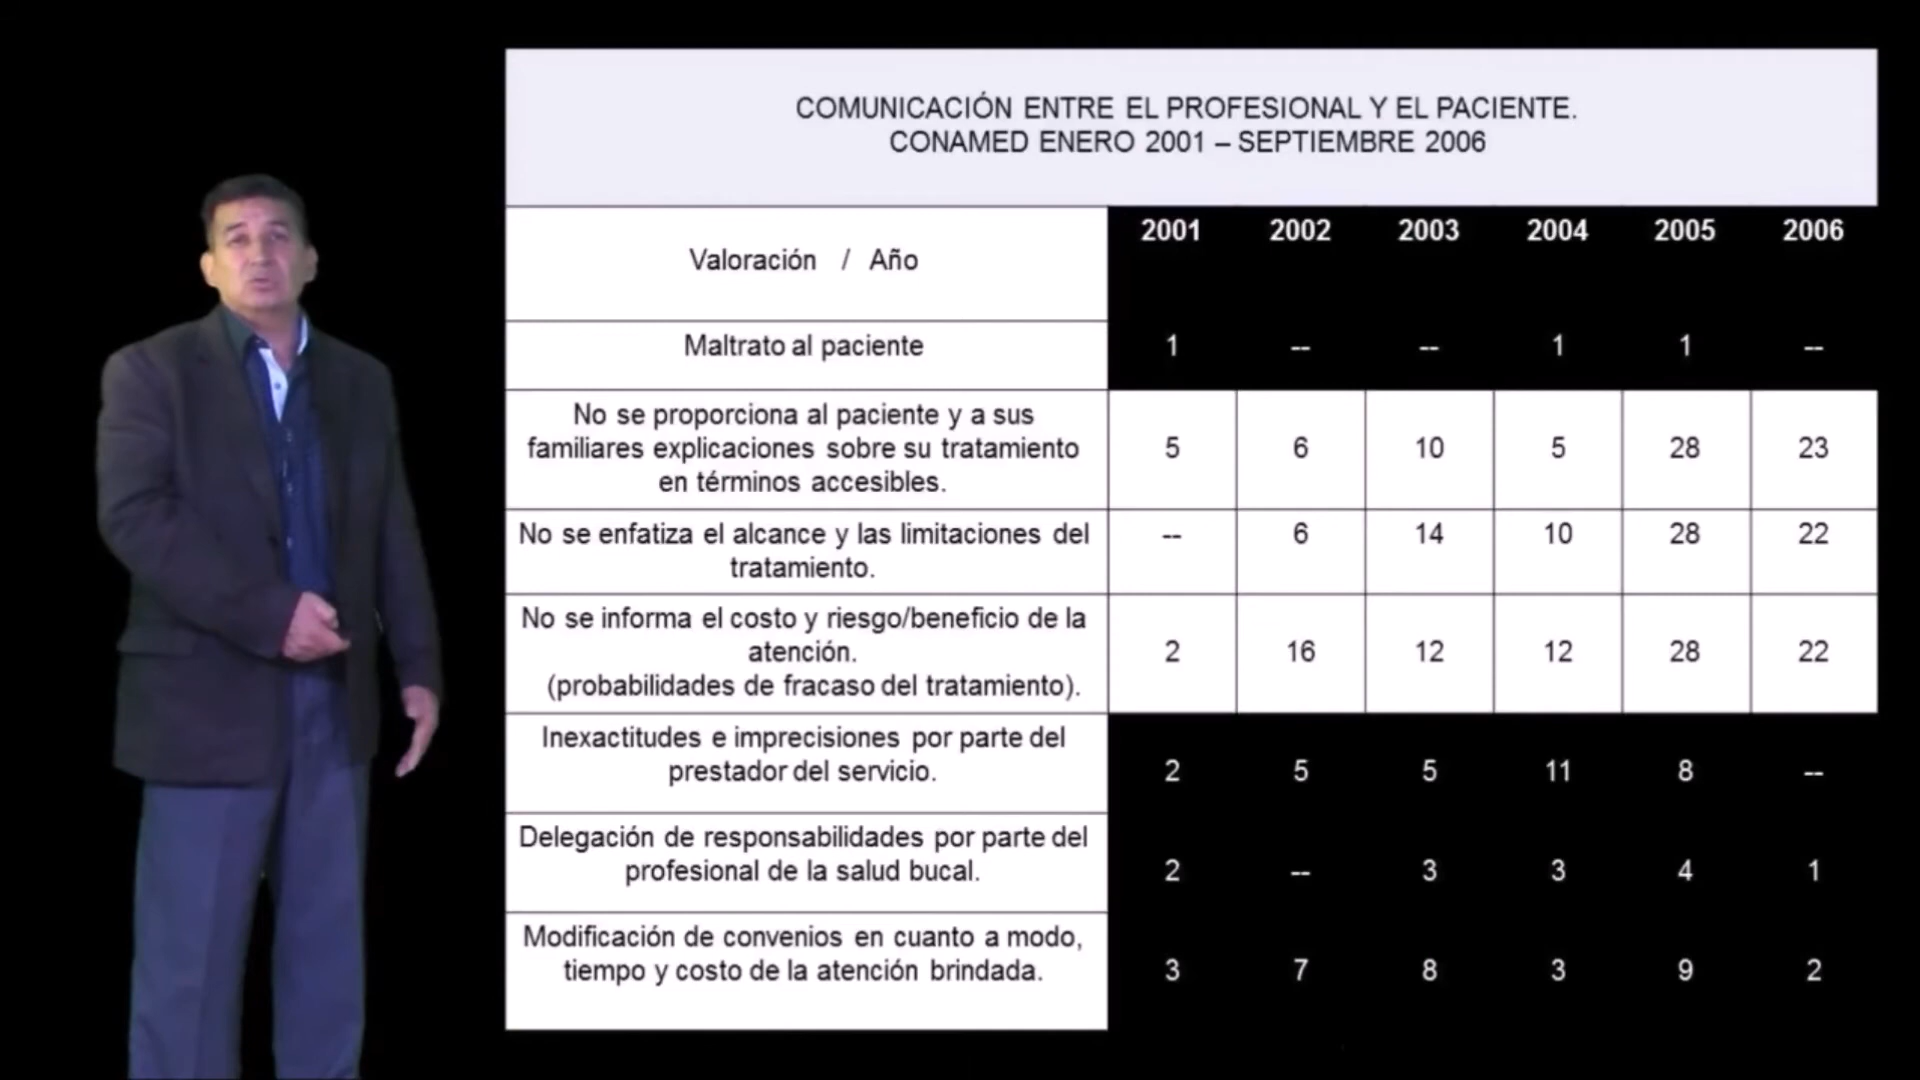 COMUNICACIÓN ENTRE EL PROFESIONAL Y EL PACIENTE.
CONAMED ENERO 2001 – SEPTIEMBRE 2006
Valoración / Año 2001 2002 2003 2004 2005 2006
Maltrato al paciente 1 -- -- 1 1 --
No se proporciona al paciente y a sus
familiares explicaciones sobre su tratamiento
en términos accesibles.
5 6 10 5 28 23
No se enfatiza el alcance y las limitaciones del
tratamiento.
-- 6 14 10 28 22
No se informa el costo y riesgo/beneficio de la
atención.
(probabilidades de fracaso del tratamiento).
2 16 12 12 28 22
Inexactitudes e imprecisiones por parte del
prestador del servicio.
2 5 5 11 8 --
Delegación de responsabilidades por parte del
profesional de la salud bucal.
2 -- 3 3 4 1
Modificación de convenios en cuanto a modo,
tiempo y costo de la atención brindada.
3 7 8 3 9 2